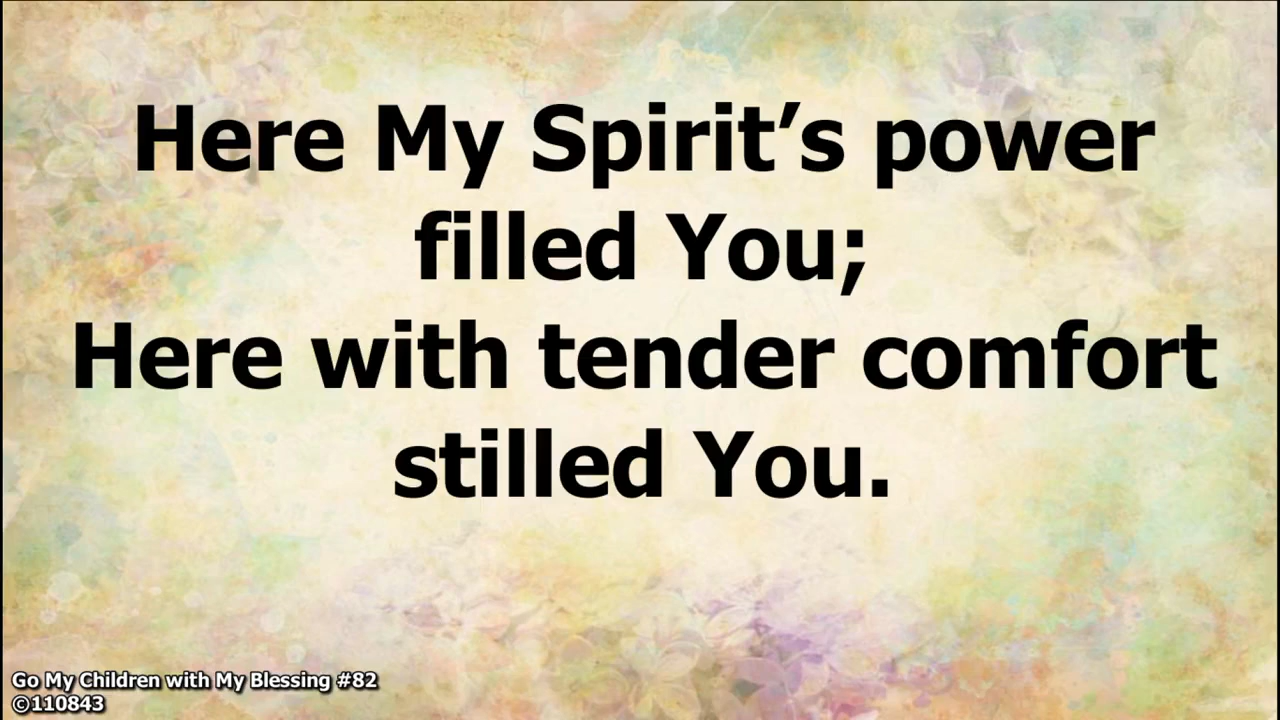 Here My Spirit’s power
filled You;
Here with tender comfort
stilled You.
Go My Children with My Blessing #82
©110843